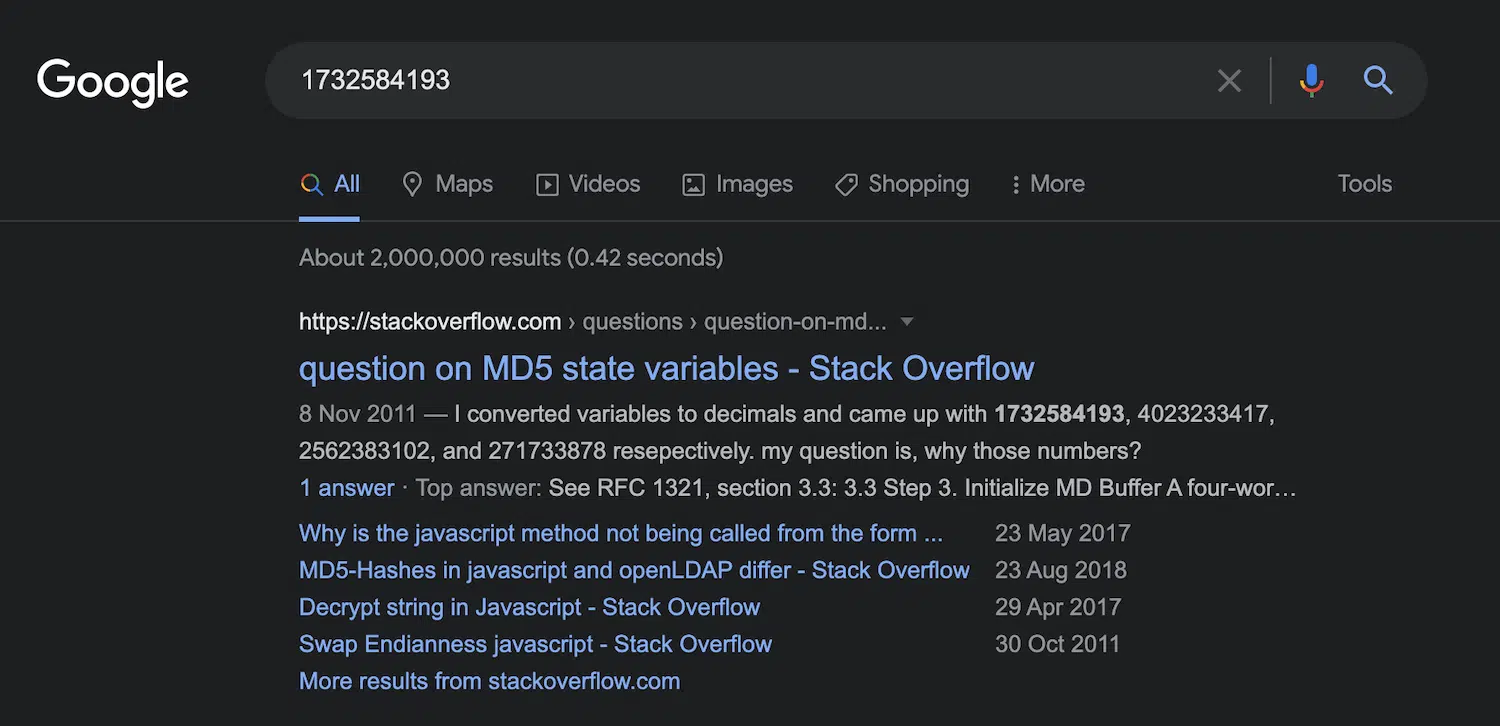 Google
1732584193
All Maps Videos Images Shopping More Tools
About 2,000,000 results (0.42 seconds)
https://stackoverflow.com › questions › question-on-md...
question on MD5 state variables - Stack Overflow
8 Nov 2011 — I converted variables to decimals and came up with 1732584193, 4023233417,
2562383102, and 271733878 resepectively. my question is, why those numbers?
1 answer · Top answer: See RFC 1321, section 3.3: 3.3 Step 3. Initialize MD Buffer A four-wor...
Why is the javascript method not being called from the form ... 23 May 2017
MD5-Hashes in javascript and openLDAP differ - Stack Overflow 23 Aug 2018
Decrypt string in Javascript - Stack Overflow 29 Apr 2017
Swap Endianness javascript - Stack Overflow 30 Oct 2011
More results from stackoverflow.com